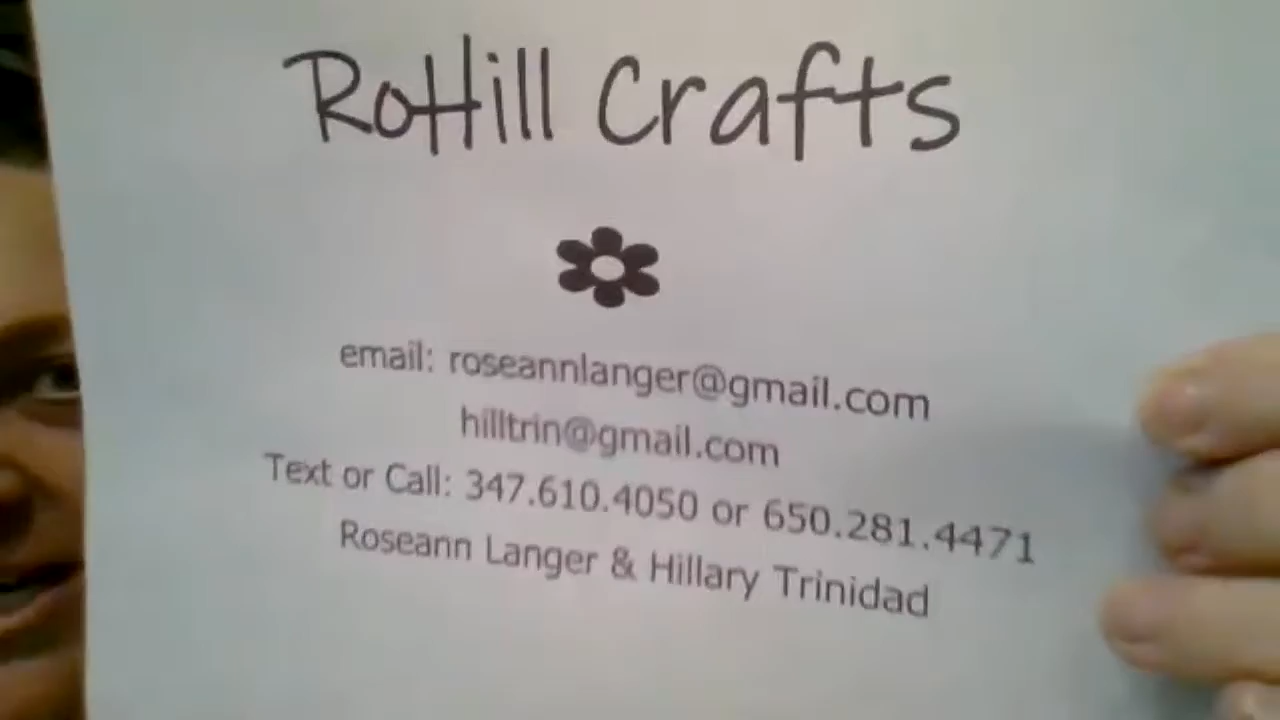 RoHill Crafts
email: roseannlanger@gmail.com
hilltrin@gmail.com
Text or Call: 347.610.4050 or 650.281.4471
Roseann Langer & Hillary Trinidad